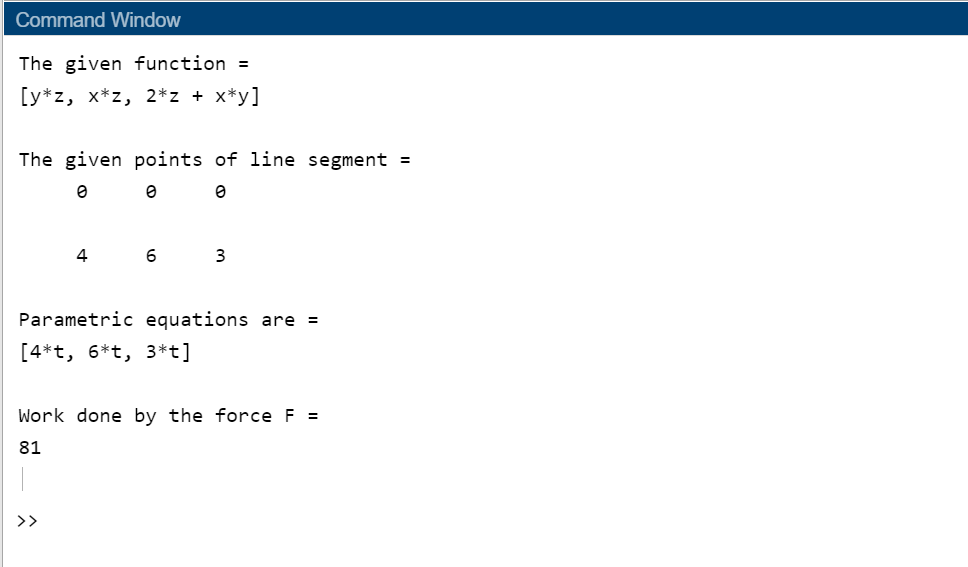 Command Window
The given function =
[y*z, x*z, 2*z + x*y]
The given points of line segment =
0 0 0
4 6 3
Parametric equations are =
[4*t, 6*t, 3*t]
Work done by the force F =
81
>>